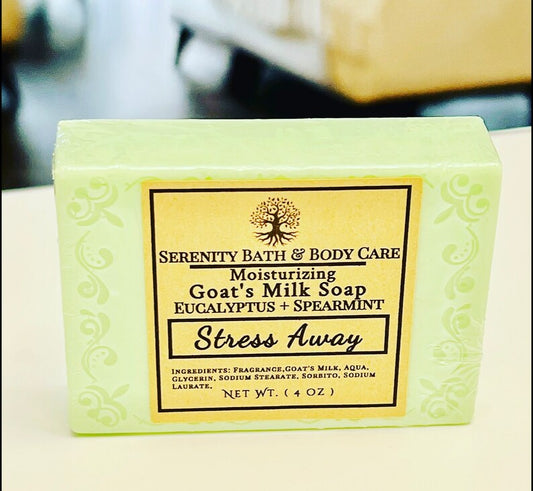 SERENITY BATH & BODY CARE
Moisturizing
Goat's Milk Soap
EUCALYPTUS + SPEARMINT
Stress Away
INGREDIENTS: FRAGRANCE,GOAT'S MILK, AQUA,
GLYCERIN, SODIUM STEARATE, SORBITO, SODIUM
LAURATE.
NET WT. ( 4 OZ )